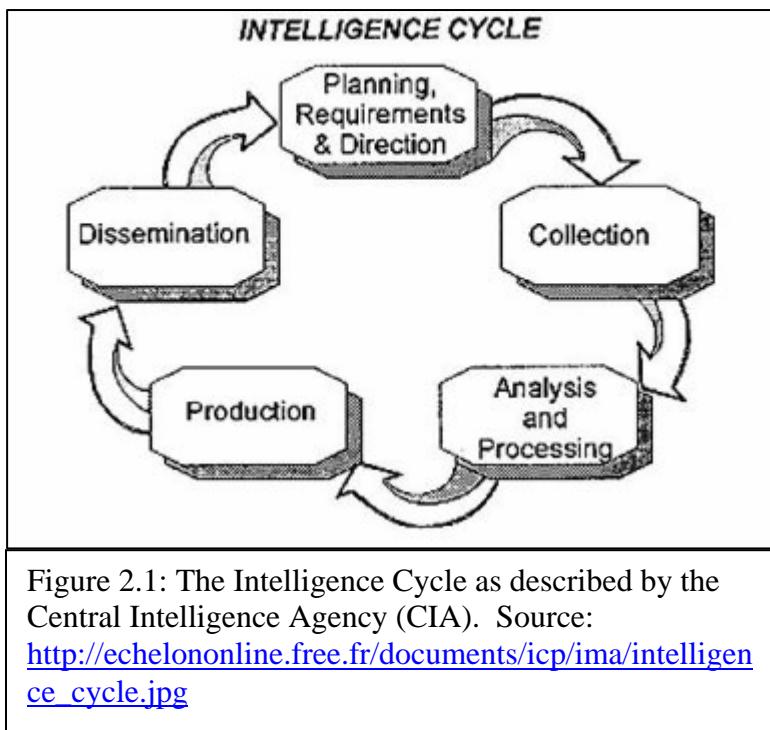 INTELLIGENCE CYCLE
Planning,
Requirements
& Direction
Collection
Analysis
and
Processing
Production
Dissemination
Figure 2.1: The Intelligence Cycle as described by the
Central Intelligence Agency (CIA).  Source:
http://echelononline.free.fr/documents/icp/ima/intelligen
ce_cycle.jpg